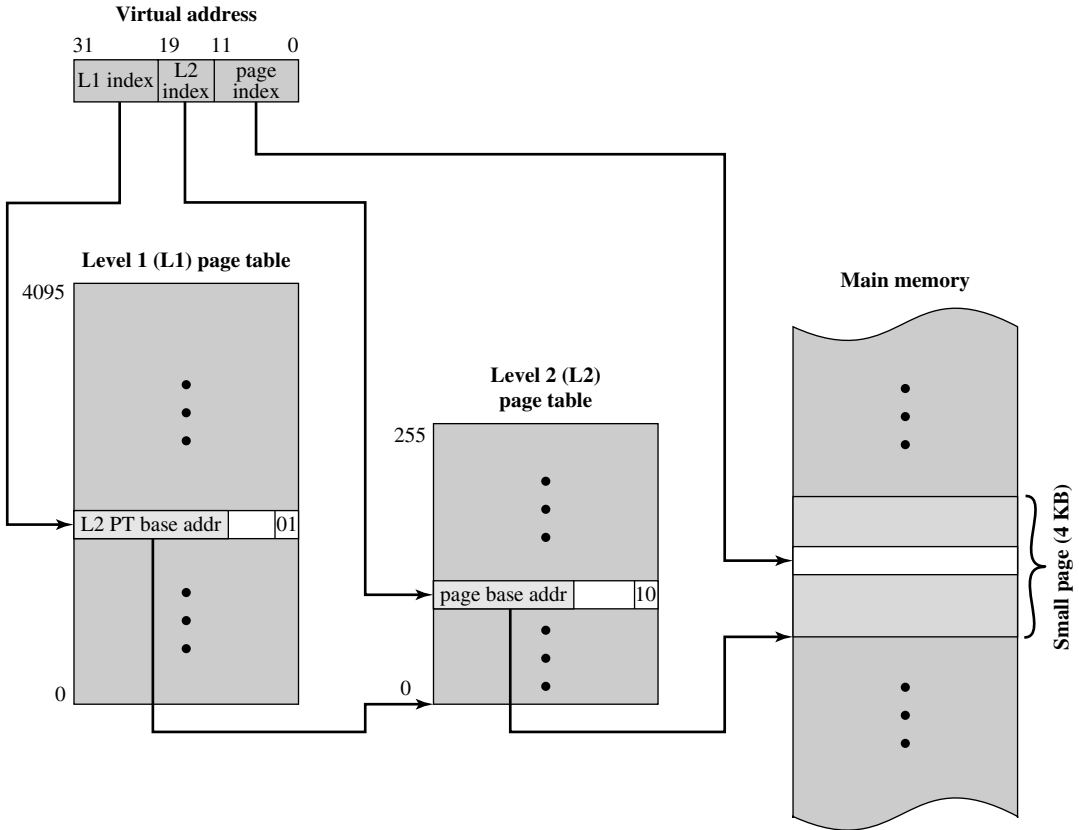 Virtual address
31 19 11 0
L1 index
L2
index
page
index
Level 1 (L1) page table
4095
L2 PT base addr 01
0
Level 2 (L2)
page table
255
page base addr 10
0
Main memory
Small page (4 KB)